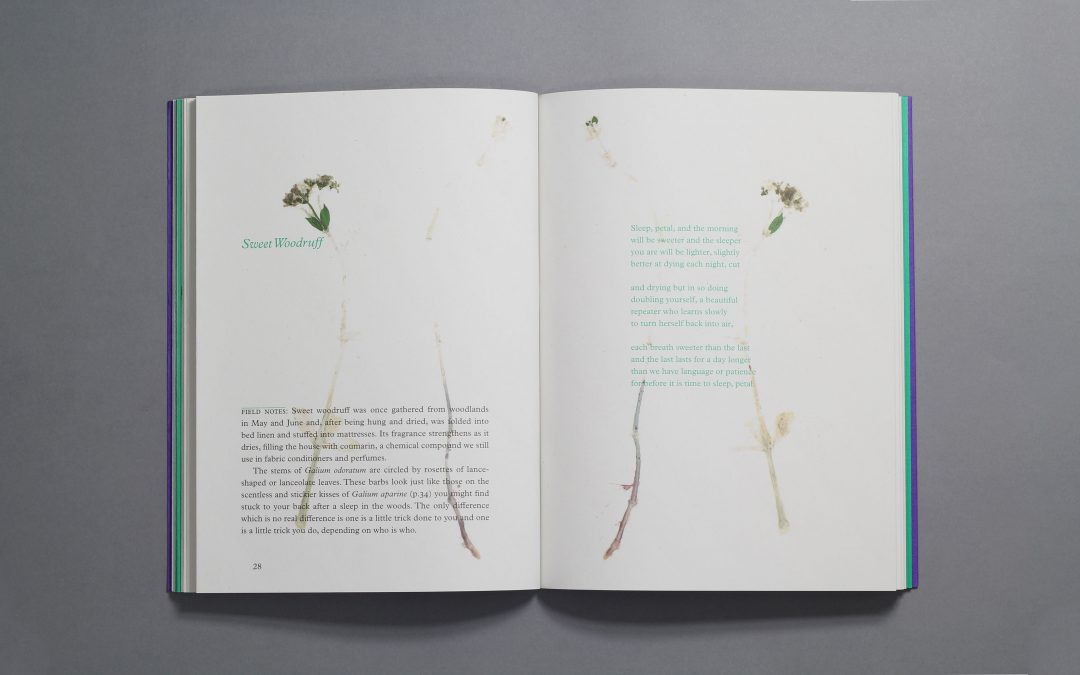 Sweet Woodruff
FIELD NOTES: Sweet woodruff was once gathered from woodlands
in May and June and, after being hung and dried, was folded into
bed linen and stuffed into mattresses. Its fragrance strengthens as it
dries, filling the house with coumarin, a chemical compound we still
use in fabric conditioners and perfumes.
The stems of Galium odoratum are circled by rosettes of lance-
shaped or lanceolate leaves. These barbs look just like those on the
scentless and stickier kisses of Galium aparine (p.34) you might find
stuck to your back after a sleep in the woods. The only difference
which is no real difference is one is a little trick done to you and one
is a little trick you do, depending on who is who.
28
Sleep, petal, and the morning
will be sweeter and the sleeper
you are will be lighter, slightly
better at dying each night, cut
and drying but in so doing
doubling yourself, a beautiful
repeater who learns slowly
to turn herself back into air,
each breath sweeter than the last
and the last lasts for a day longer
than we have language or patience
for before it is time to sleep, petal.